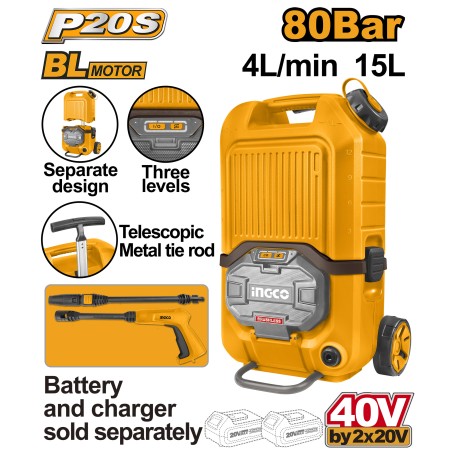 P20S
BL MOTOR
80Bar
4L/min 15L
Separate
design
Three
levels
Telescopic
Metal tie rod
INGCO
INGCO
Battery
and charger
sold separately
40V
by 2x20V